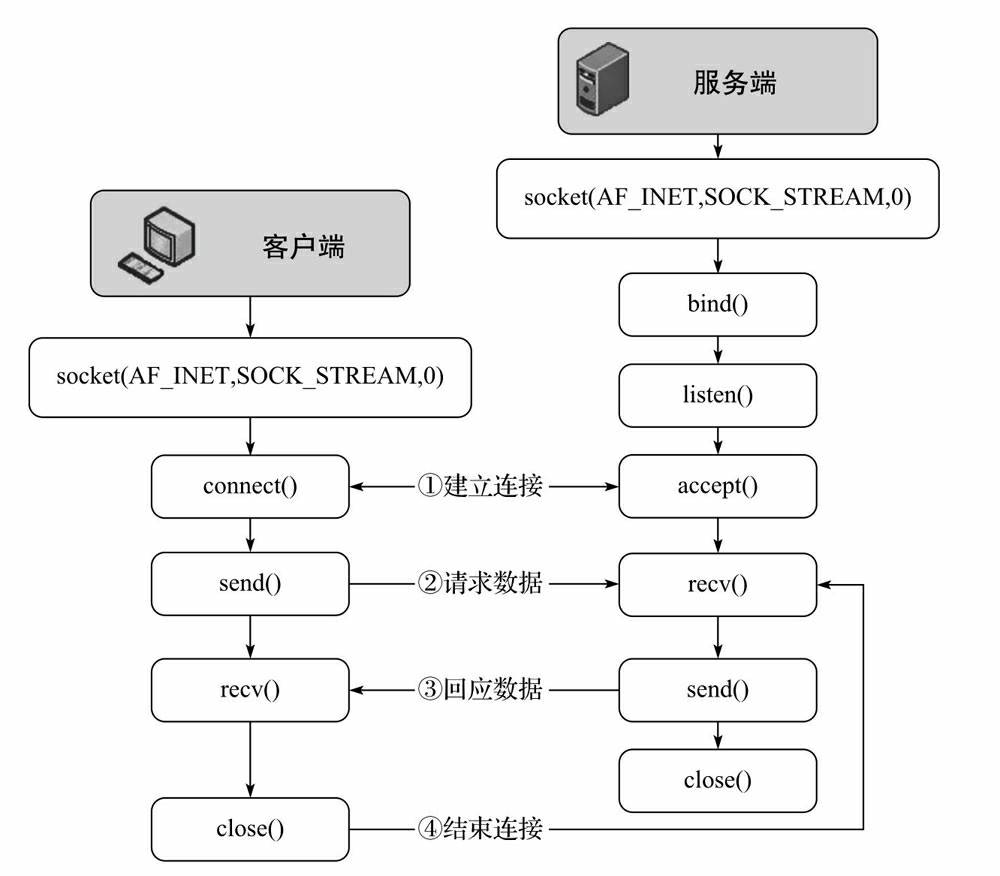 服务端
socket(AF_INET,SOCK_STREAM,0)
bind()
listen()
客户端
socket(AF_INET,SOCK_STREAM,0)
connect()
①建立连接
accept()
send()
②请求数据
recv()
recv()
③回应数据
send()
close()
close()
④结束连接